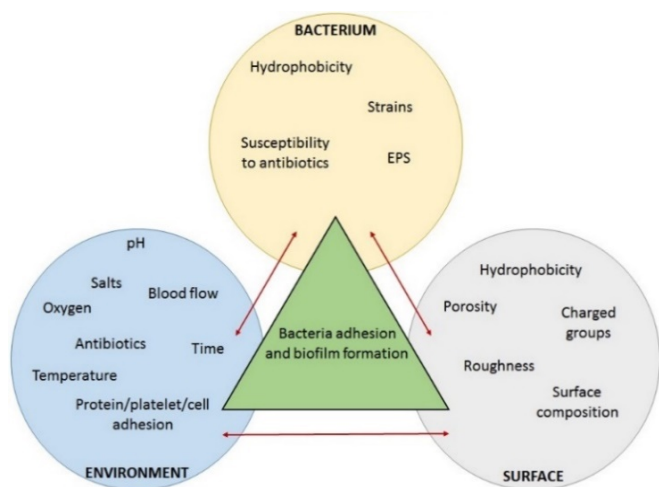 BACTERIUM
Hydrophobicity
Strains
Susceptibility
to antibiotics
EPS
pH
Salts
Blood flow
Oxygen
Antibiotics
Time
Temperature
Protein/platelet/cell
adhesion
ENVIRONMENT
Bacteria adhesion
and biofilm formation
Hydrophobicity
Porosity
Charged
groups
Roughness
Surface
composition
SURFACE